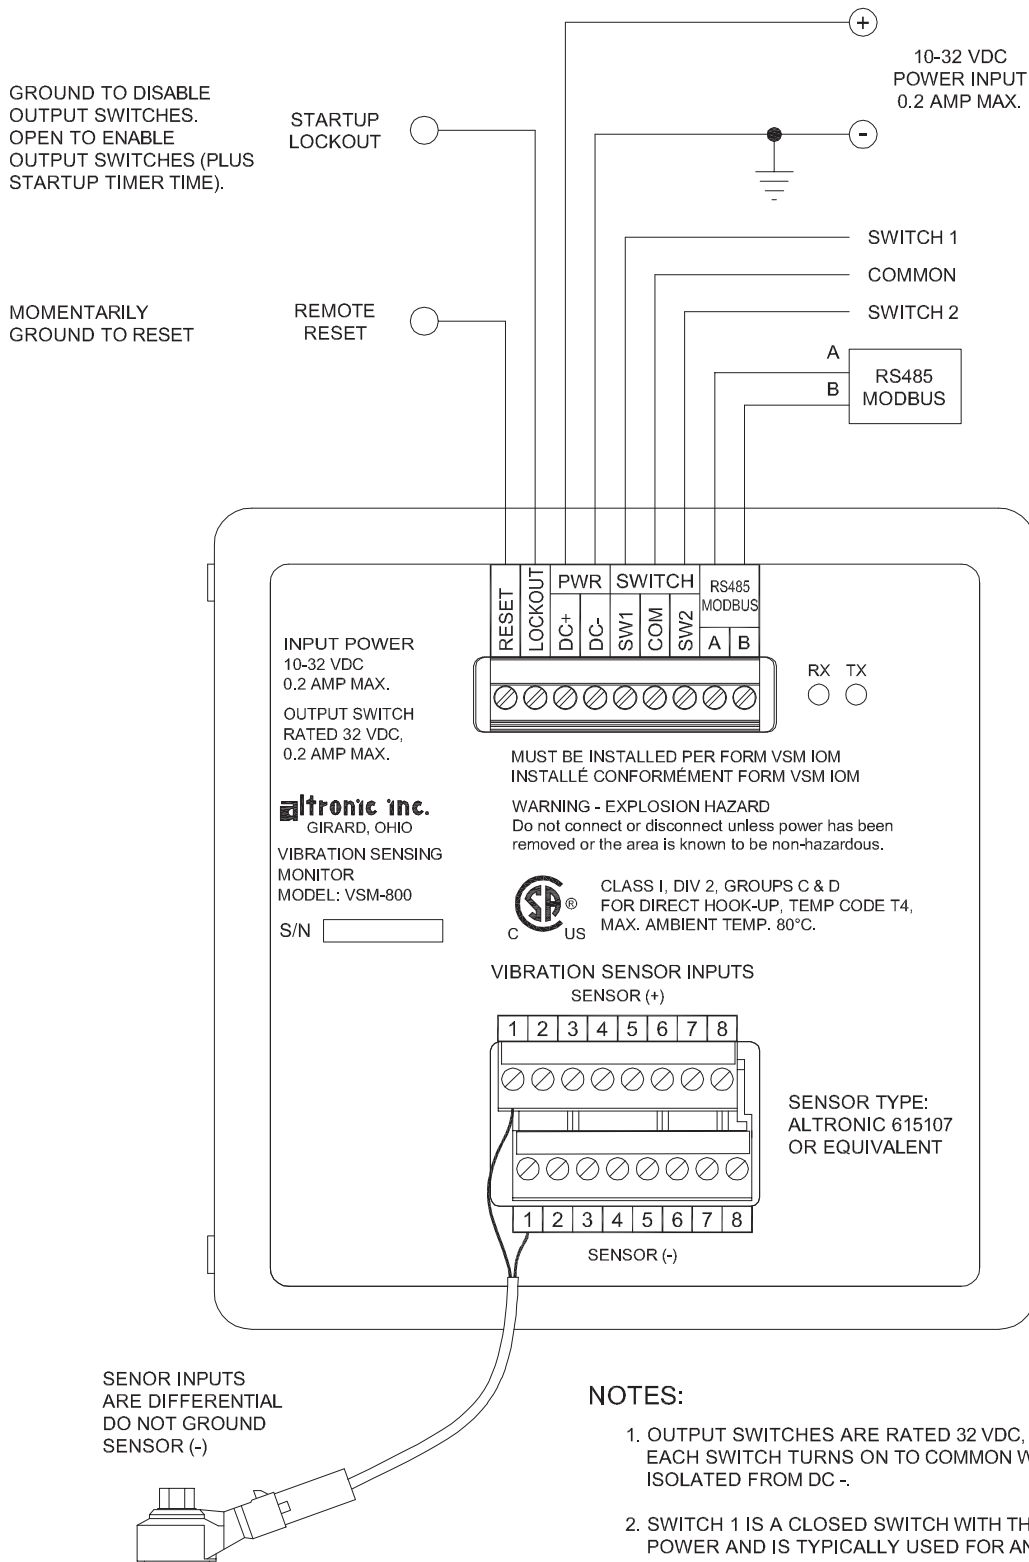 +
10-32 VDC
POWER INPUT
0.2 AMP MAX.
-
GROUND TO DISABLE
OUTPUT SWITCHES.
OPEN TO ENABLE
OUTPUT SWITCHES (PLUS
STARTUP TIMER TIME).
STARTUP
LOCKOUT
SWITCH 1
COMMON
SWITCH 2
MOMENTARILY
GROUND TO RESET
REMOTE
RESET
A
B
RS485
MODBUS
RESET
LOCKOUT
PWR
DC+
DC-
SWITCH
SW1
COM
SW2
RS485
MODBUS
A B
RX TX
INPUT POWER
10-32 VDC
0.2 AMP MAX.
OUTPUT SWITCH
RATED 32 VDC,
0.2 AMP MAX.
altronic inc.
GIRARD, OHIO
VIBRATION SENSING
MONITOR
MODEL: VSM-800
S/N
MUST BE INSTALLED PER FORM VSM IOM
INSTALLÉ CONFORMÉMENT FORM VSM IOM
WARNING - EXPLOSION HAZARD
Do not connect or disconnect unless power has been
removed or the area is known to be non-hazardous.
C SA ® US
CLASS I, DIV 2, GROUPS C & D
FOR DIRECT HOOK-UP, TEMP CODE T4,
MAX. AMBIENT TEMP. 80°C.
VIBRATION SENSOR INPUTS
SENSOR (+)
1 2 3 4 5 6 7 8
1 2 3 4 5 6 7 8
SENSOR (-)
SENSOR TYPE:
ALTRONIC 615107
OR EQUIVALENT
SENOR INPUTS
ARE DIFFERENTIAL
DO NOT GROUND
SENSOR (-)
NOTES:
1. OUTPUT SWITCHES ARE RATED 32 VDC,
EACH SWITCH TURNS ON TO COMMON
ISOLATED FROM DC -.
2. SWITCH 1 IS A CLOSED SWITCH WITH
POWER AND IS TYPICALLY USED FOR